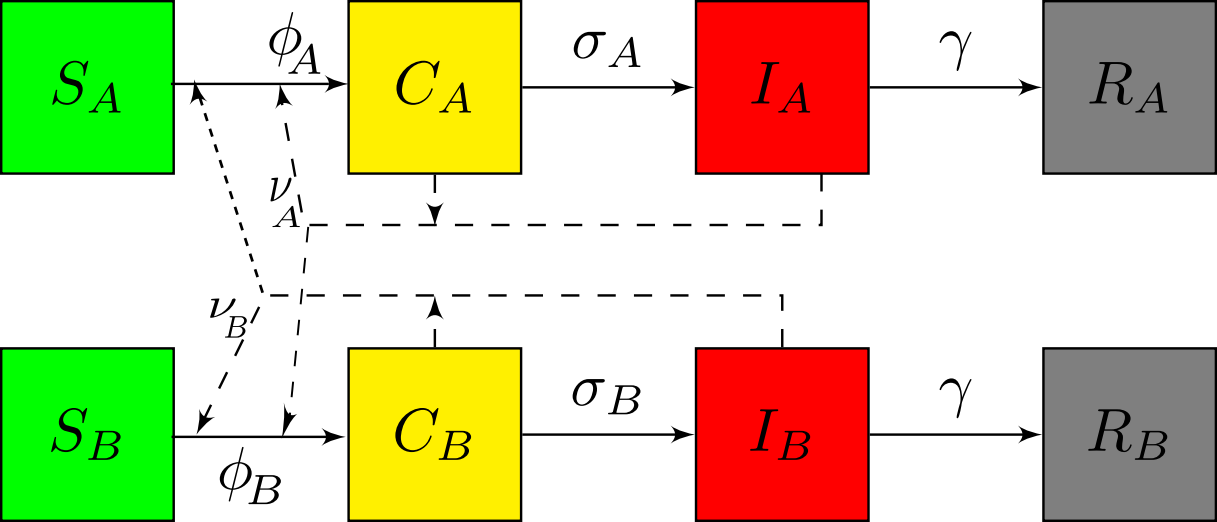 ϕ_A σ_A γ
S_A C_A I_A R_A
ν_A
ν_B
σ_B γ
S_B C_B I_B R_B
ϕ_B